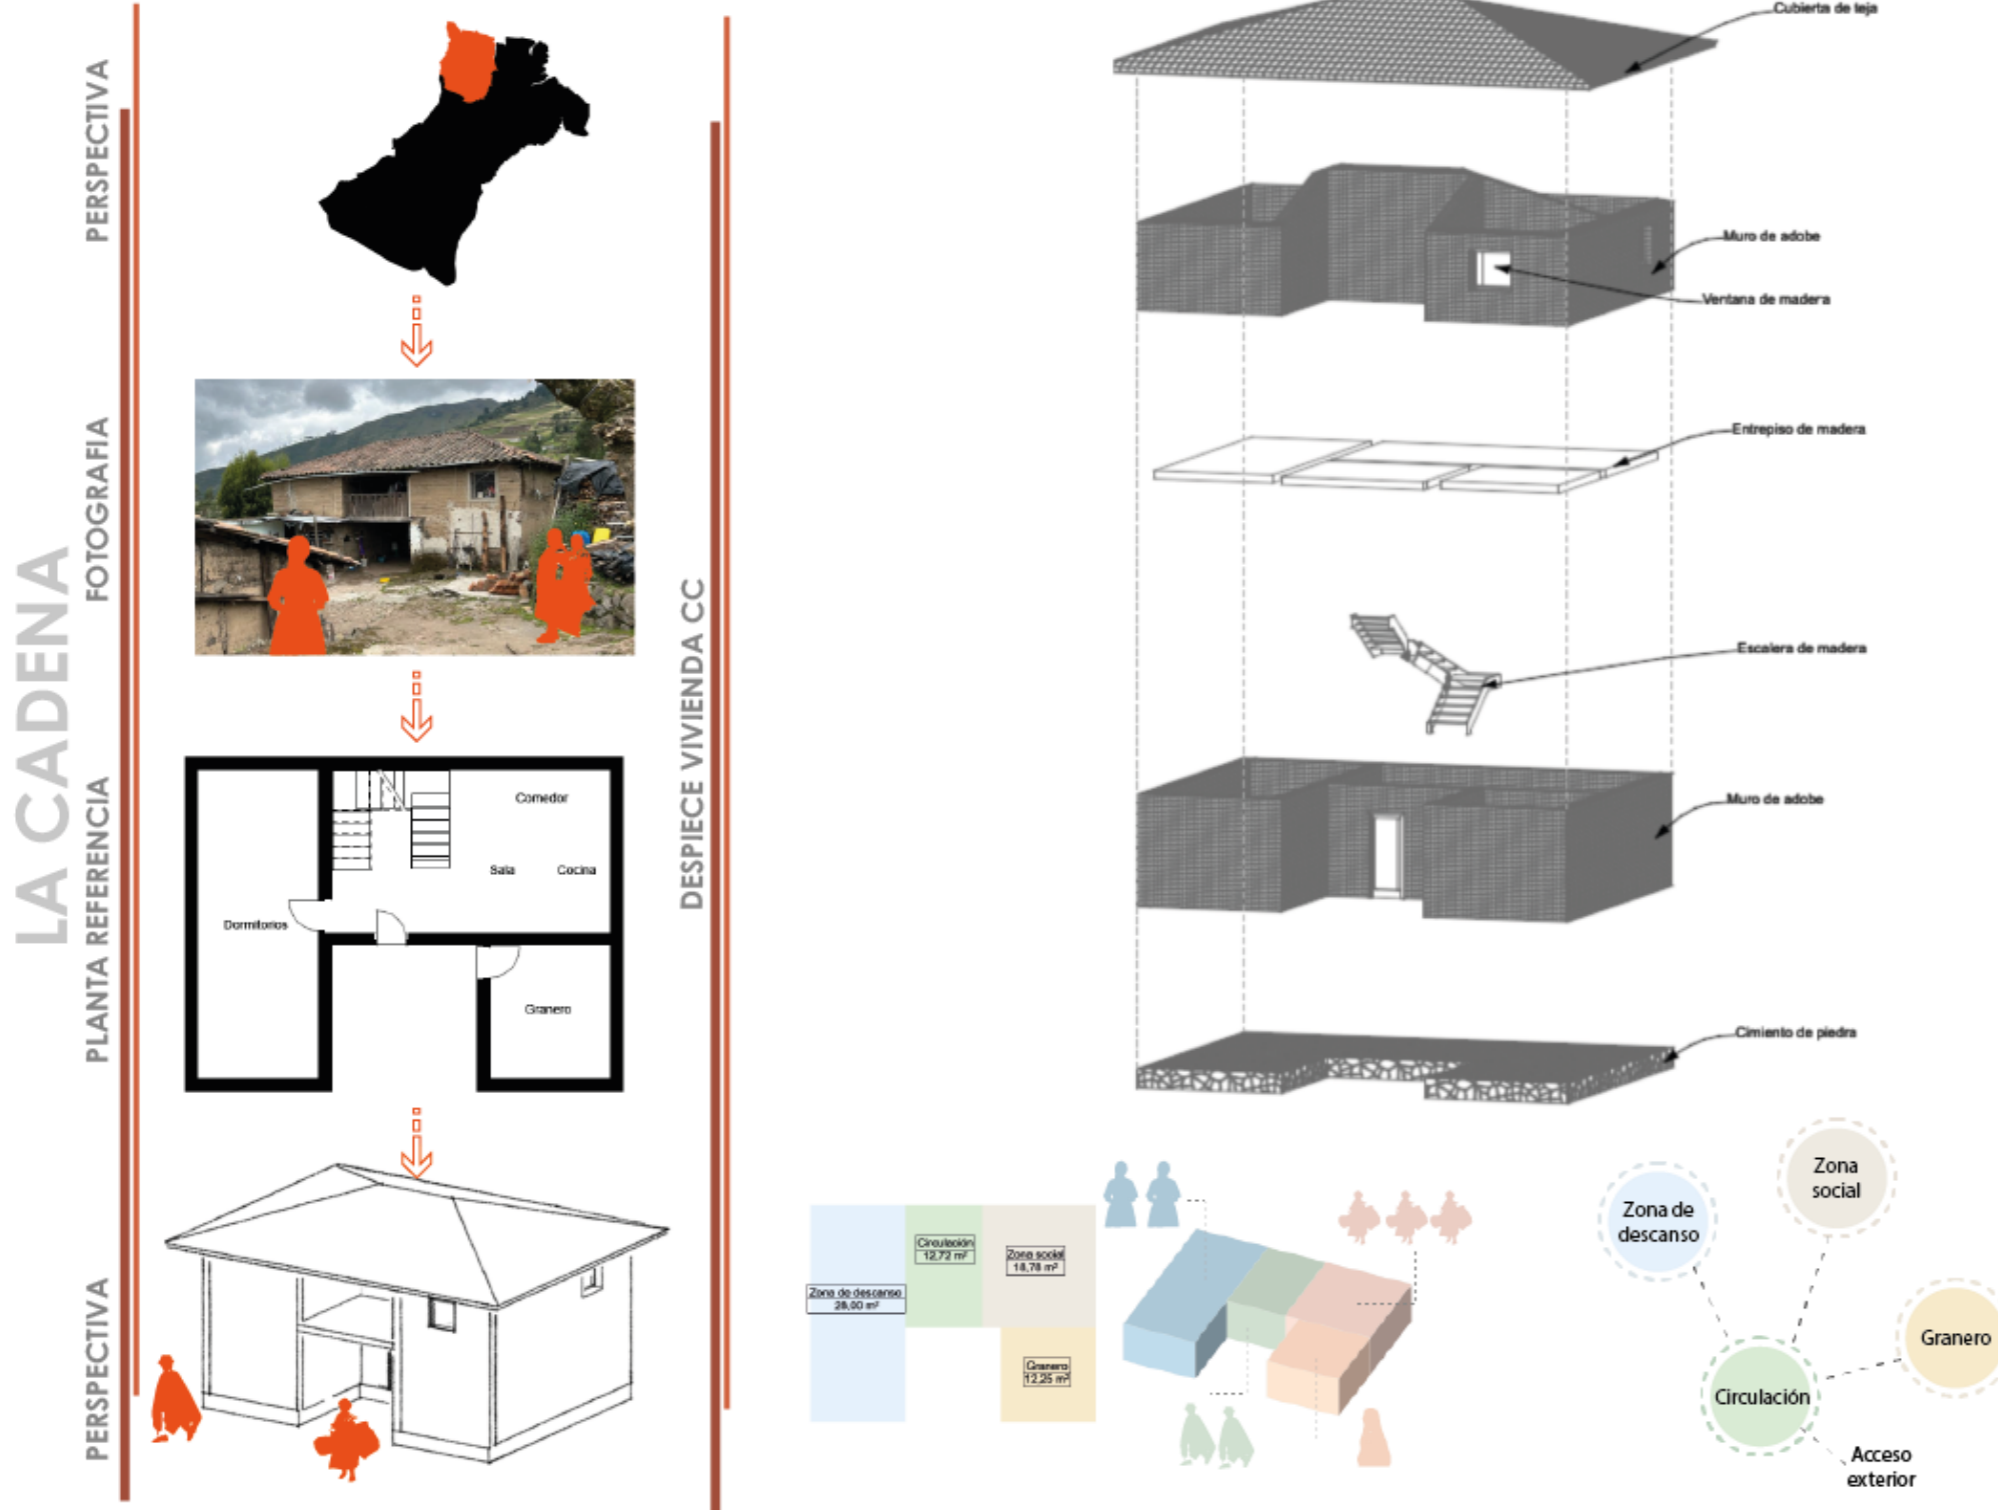 LA CADENA
PERSPECTIVA
FOTOGRAFIA
PLANTA REFERENCIA
PERSPECTIVA
Comedor
Sala
Cocina
Dormitorios
Granero
DESPIECE VIVIENDA CC
Cubierta de teja
Muro de adobe
Ventana de madera
Entrepiso de madera
Escalera de madera
Muro de adobe
Cimiento de piedra
Circulación
12,72 m²
Zona social
18,78 m²
Zona de descanso
28,00 m²
Granero
12,25 m²
Zona
social
Zona de
descanso
Granero
Circulación
Acceso
exterior